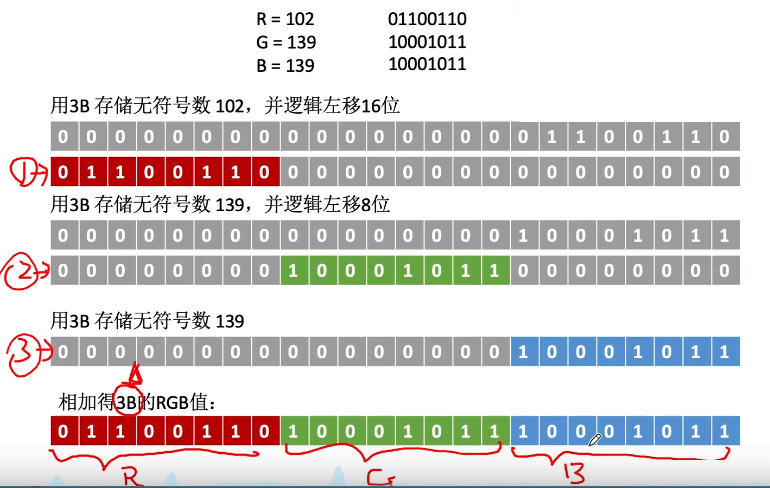 R = 102 01100110
G = 139 10001011
B = 139 10001011
用3B 存储无符号数 102，并逻辑左移16位
0 0 0 0 0 0 0 0 0 0 0 0 0 0 0 0 0 1 1 0 0 1 1 0
① 0 1 1 0 0 1 1 0 0 0 0 0 0 0 0 0 0 0 0 0 0 0 0 0
用3B 存储无符号数 139，并逻辑左移8位
0 0 0 0 0 0 0 0 0 0 0 0 0 0 0 0 1 0 0 0 1 0 1 1
② 0 0 0 0 0 0 0 0 1 0 0 0 1 0 1 1 0 0 0 0 0 0 0 0
用3B 存储无符号数 139
③ 0 0 0 0 0 0 0 0 0 0 0 0 0 0 0 0 1 0 0 0 1 0 1 1
相加得3B的RGB值：
0 1 1 0 0 1 1 0 1 0 0 0 1 0 1 1 1 0 0 0 1 0 1 1
R G B